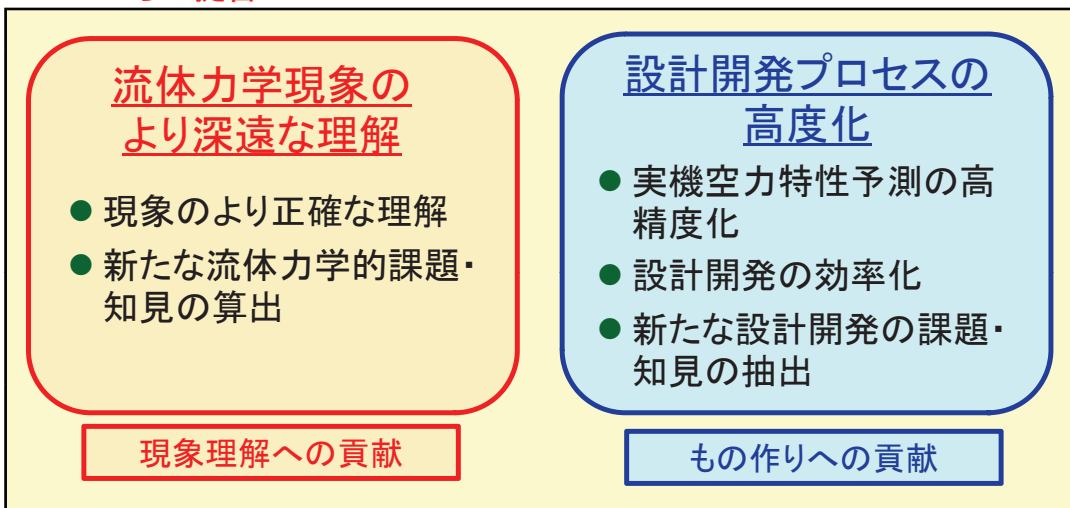 流体力学現象の
より深遠な理解
● 現象のより正確な理解
● 新たな流体力学的課題・
知見の算出
現象理解への貢献
設計開発プロセスの
高度化
● 実機空力特性予測の高
精度化
● 設計開発の効率化
● 新たな設計開発の課題・
知見の抽出
もの作りへの貢献